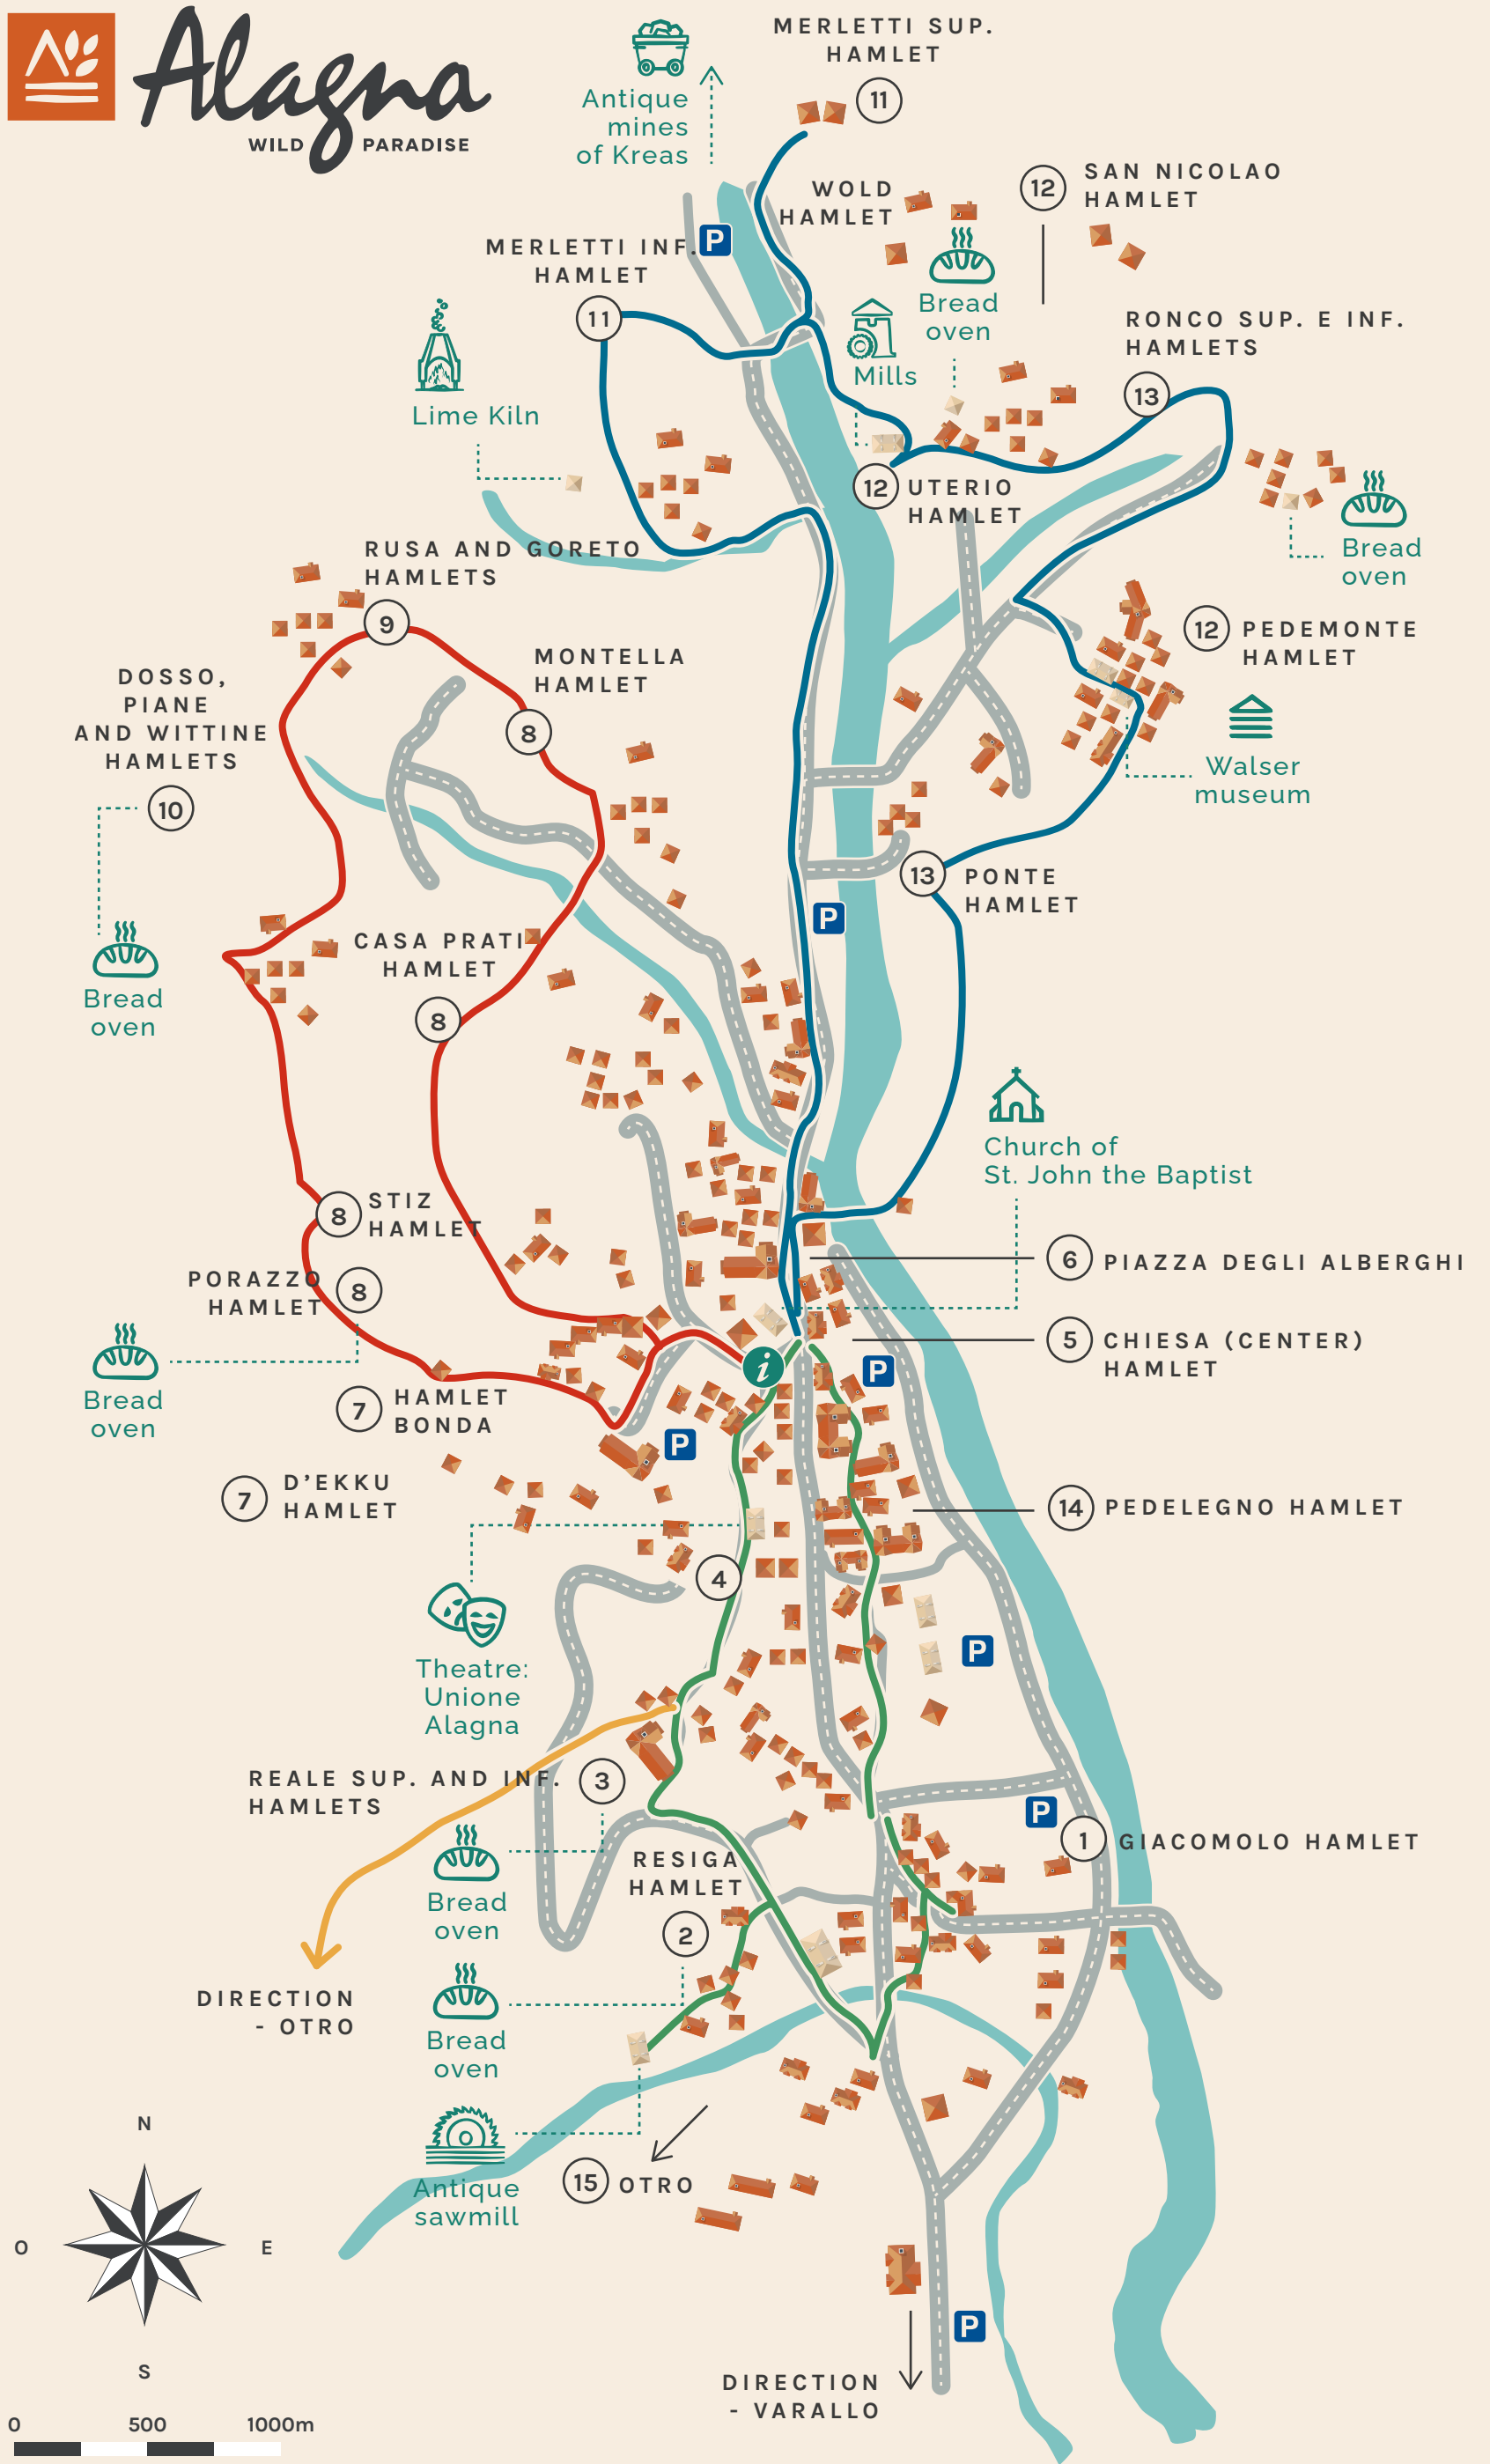 Alagna
WILD PARADISE
Antique
mines
of Kreas
MERLETTI SUP.
HAMLET
11
WOLD
HAMLET
12
SAN NICOLAO
HAMLET
P
MERLETTI INF.
HAMLET
11
Bread
oven
Mills
RONCO SUP. E INF.
HAMLETS
13
Lime Kiln
12
UTERIO
HAMLET
Bread
oven
RUSA AND GORETO
HAMLETS
9
12
PEDEMONTE
HAMLET
MONTELLA
HAMLET
8
DOSSO,
PIANE
AND WITTINE
HAMLETS
10
Walser
museum
13
PONTE
HAMLET
P
CASA PRATI
HAMLET
8
Bread
oven
Church of
St. John the Baptist
8
STIZ
HAMLET
6
PIAZZA DEGLI ALBERGHI
PORAZZO
HAMLET
8
5
CHIESA (CENTER)
HAMLET
i
P
Bread
oven
7
HAMLET
BONDA
P
7
D'EKKU
HAMLET
14
PEDELEGNO HAMLET
4
Theatre:
Unione
Alagna
P
REALE SUP. AND INF.
HAMLETS
3
P
1
GIACOMOLO HAMLET
Bread
oven
RESIGA
HAMLET
2
DIRECTION
- OTRO
Bread
oven
Antique
sawmill
15
OTRO
N
O
E
S
P
DIRECTION
- VARALLO
0 500 1000m